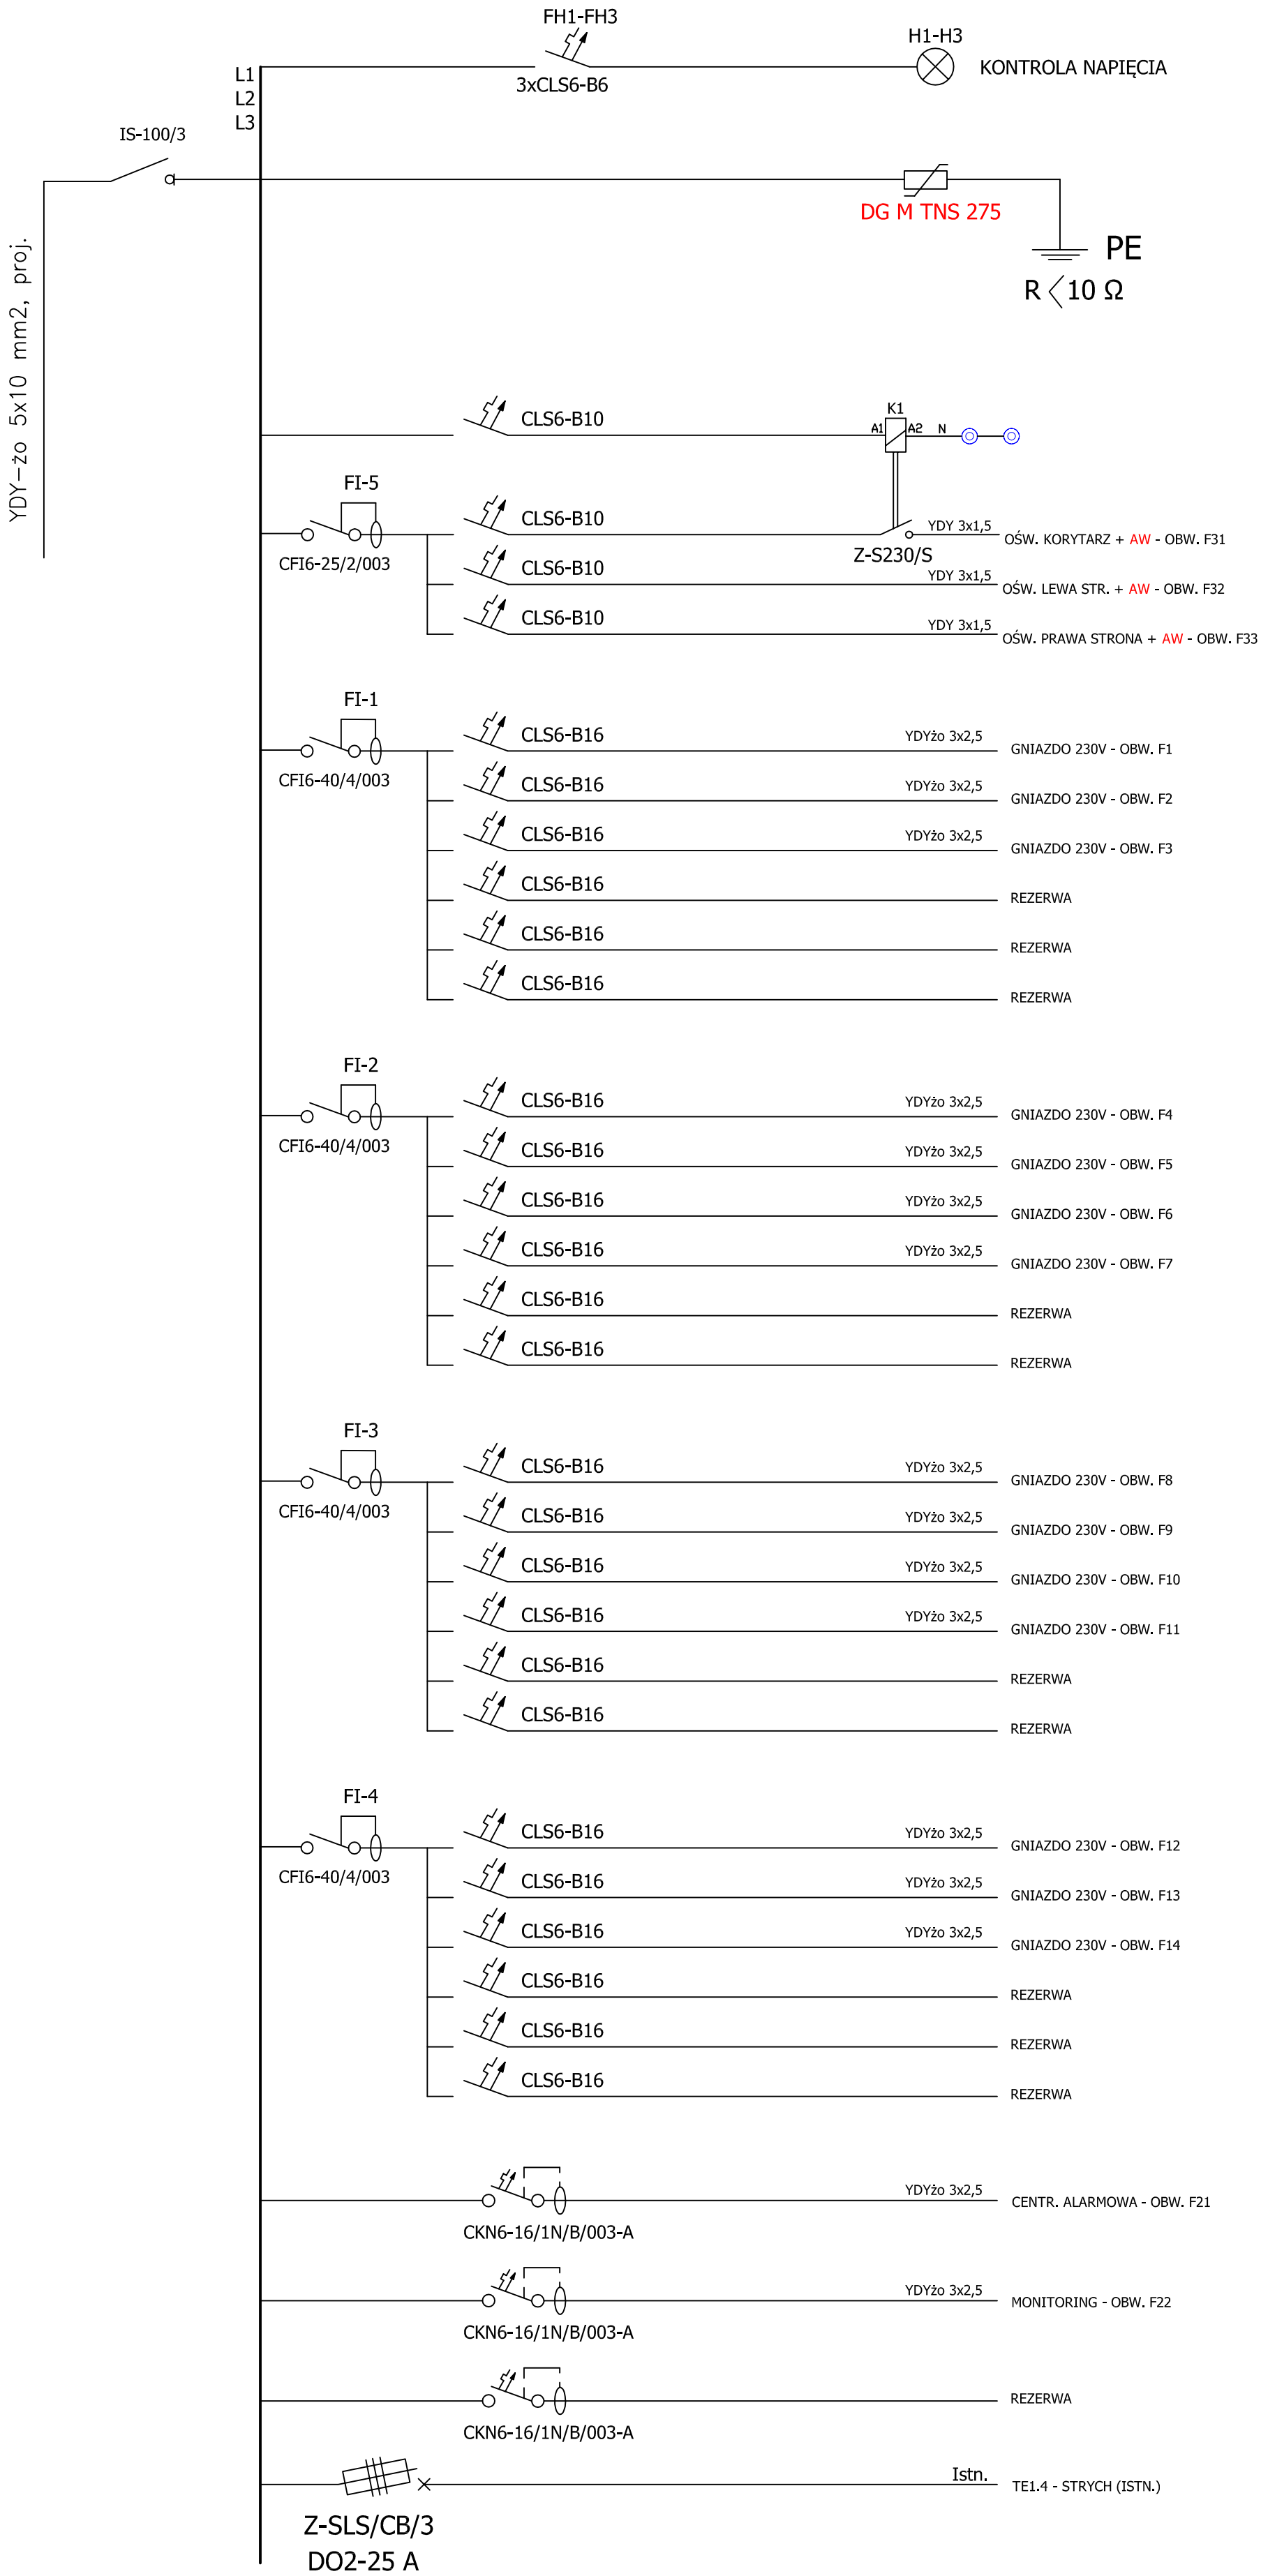 FH1-FH3
H1-H3
KONTROLA NAPIĘCIA
3xCLS6-B6
L1
L2
L3
IS-100/3
DG M TNS 275
PE
R < 10 Ω
YDY-żo 5x10 mm2, proj.
CLS6-B10
K1
A1
A2
N
FI-5
CFI6-25/2/003
CLS6-B10
Z-S230/S
YDY 3x1,5
OŚW. KORYTARZ + AW - OBW. F31
CLS6-B10
YDY 3x1,5
OŚW. LEWA STR. + AW - OBW. F32
CLS6-B10
YDY 3x1,5
OŚW. PRAWA STRONA + AW - OBW. F33
FI-1
CFI6-40/4/003
CLS6-B16
YDYżo 3x2,5
GNIAZDO 230V - OBW. F1
CLS6-B16
YDYżo 3x2,5
GNIAZDO 230V - OBW. F2
CLS6-B16
YDYżo 3x2,5
GNIAZDO 230V - OBW. F3
CLS6-B16
REZERWA
CLS6-B16
REZERWA
CLS6-B16
REZERWA
FI-2
CFI6-40/4/003
CLS6-B16
YDYżo 3x2,5
GNIAZDO 230V - OBW. F4
CLS6-B16
YDYżo 3x2,5
GNIAZDO 230V - OBW. F5
CLS6-B16
YDYżo 3x2,5
GNIAZDO 230V - OBW. F6
CLS6-B16
YDYżo 3x2,5
GNIAZDO 230V - OBW. F7
CLS6-B16
REZERWA
CLS6-B16
REZERWA
FI-3
CFI6-40/4/003
CLS6-B16
YDYżo 3x2,5
GNIAZDO 230V - OBW. F8
CLS6-B16
YDYżo 3x2,5
GNIAZDO 230V - OBW. F9
CLS6-B16
YDYżo 3x2,5
GNIAZDO 230V - OBW. F10
CLS6-B16
YDYżo 3x2,5
GNIAZDO 230V - OBW. F11
CLS6-B16
REZERWA
CLS6-B16
REZERWA
FI-4
CFI6-40/4/003
CLS6-B16
YDYżo 3x2,5
GNIAZDO 230V - OBW. F12
CLS6-B16
YDYżo 3x2,5
GNIAZDO 230V - OBW. F13
CLS6-B16
YDYżo 3x2,5
GNIAZDO 230V - OBW. F14
CLS6-B16
REZERWA
CLS6-B16
REZERWA
CLS6-B16
REZERWA
CKN6-16/1N/B/003-A
YDYżo 3x2,5
CENTR. ALARMOWA - OBW. F21
CKN6-16/1N/B/003-A
YDYżo 3x2,5
MONITORING - OBW. F22
CKN6-16/1N/B/003-A
REZERWA
Istn.
TE1.4 - STRYCH (ISTN.)
Z-SLS/CB/3
DO2-25 A